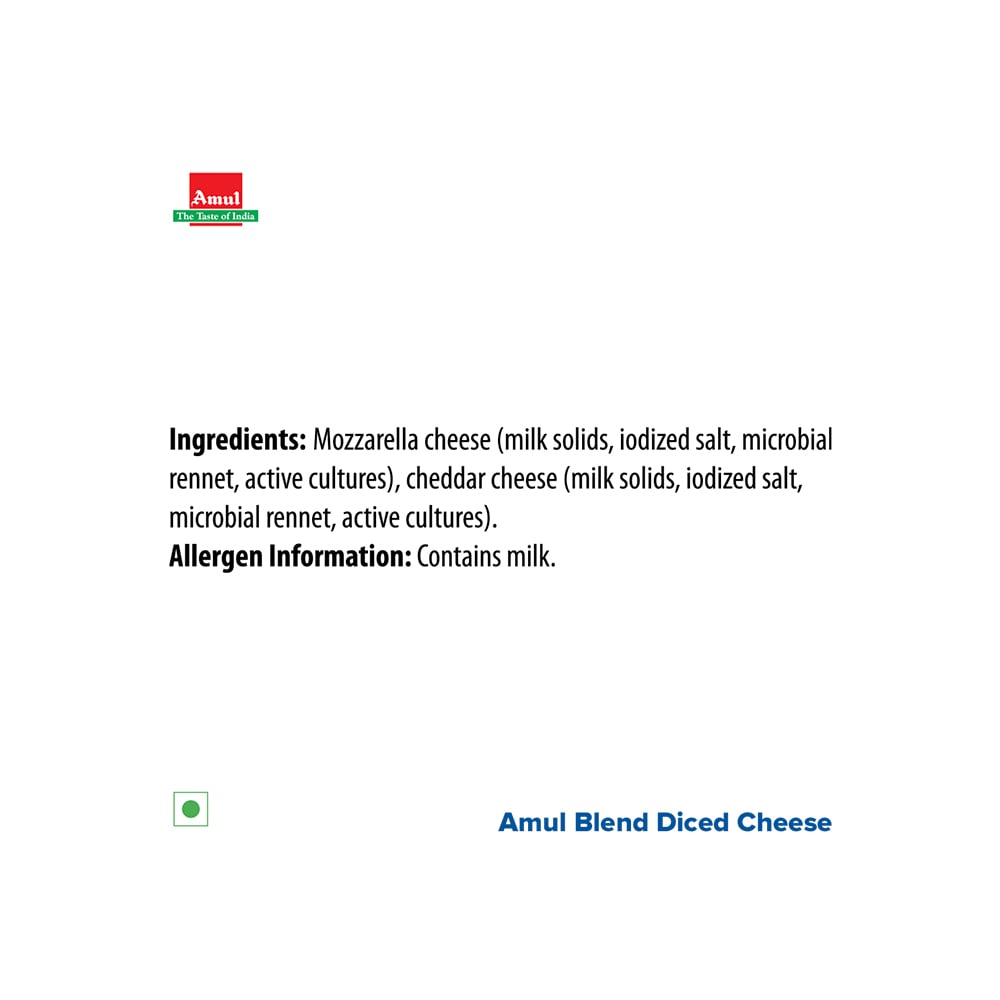 Amul
The Taste of India
Ingredients: Mozzarella cheese (milk solids, iodized salt, microbial
rennet, active cultures), cheddar cheese (milk solids, iodized salt,
microbial rennet, active cultures).
Allergen Information: Contains milk.
Amul Blend Diced Cheese